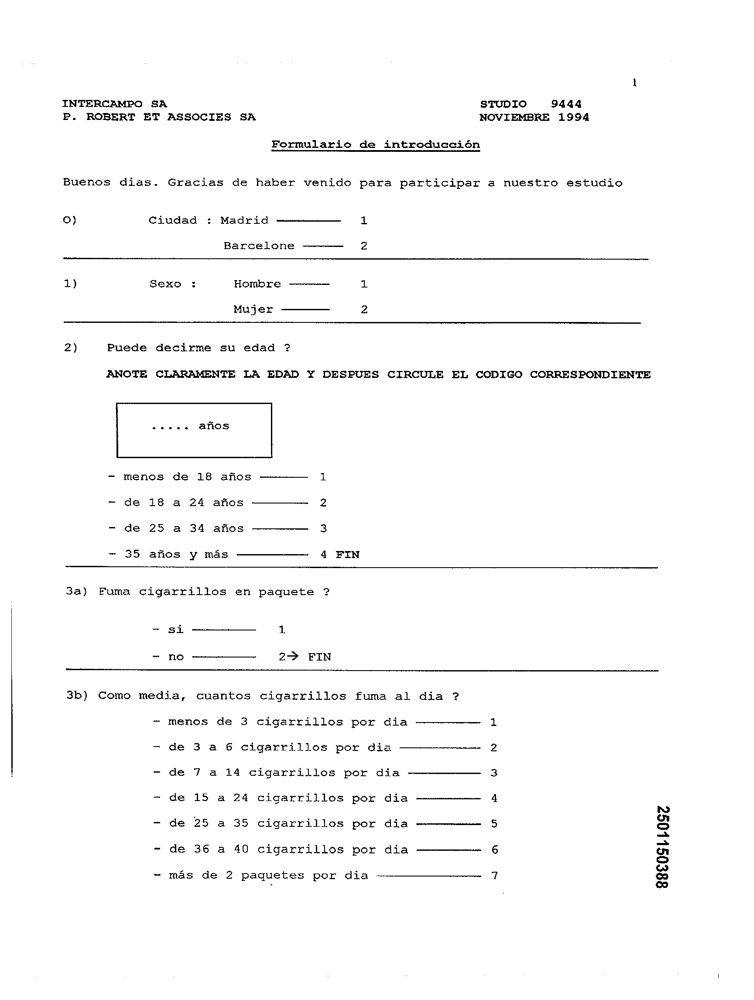 1
INTERCAMPO SA STUDIO 9444
P. ROBERT ET ASSOCIES SA NOVIEMBRE 1994
Formulario de introducción
Buenos dias. Gracias de haber venido para participar a nuestro estudio
O) Ciudad : Madrid 1
Barcelone 2
1) Sexo : Hombre 1
Mujer 2
2) Puede decirme su edad ?
ANOTE CLARAMENTE LA EDAD Y DESPUES CIRCULE EL CODIGO CORRESPONDIENTE
..... años
- menos de 18 años 1
- de 18 a 24 años 2
- de 25 a 34 años 3
- 35 años y más 4 FIN
3a) Fuma cigarrillos en paquete ?
- si 1
- no 2→ FIN
3b) Como media, cuantos cigarrillos fuma al dia ?
- menos de 3 cigarrillos por dia 1
- de 3 a 6 cigarrillos por dia 2
- de 7 a 14 cigarrillos por dia 3
- de 15 a 24 cigarrillos por dia 4
- de 25 a 35 cigarrillos por dia 5
- de 36 a 40 cigarrillos por dia 6
- más de 2 paquetes por dia 7
2501150388